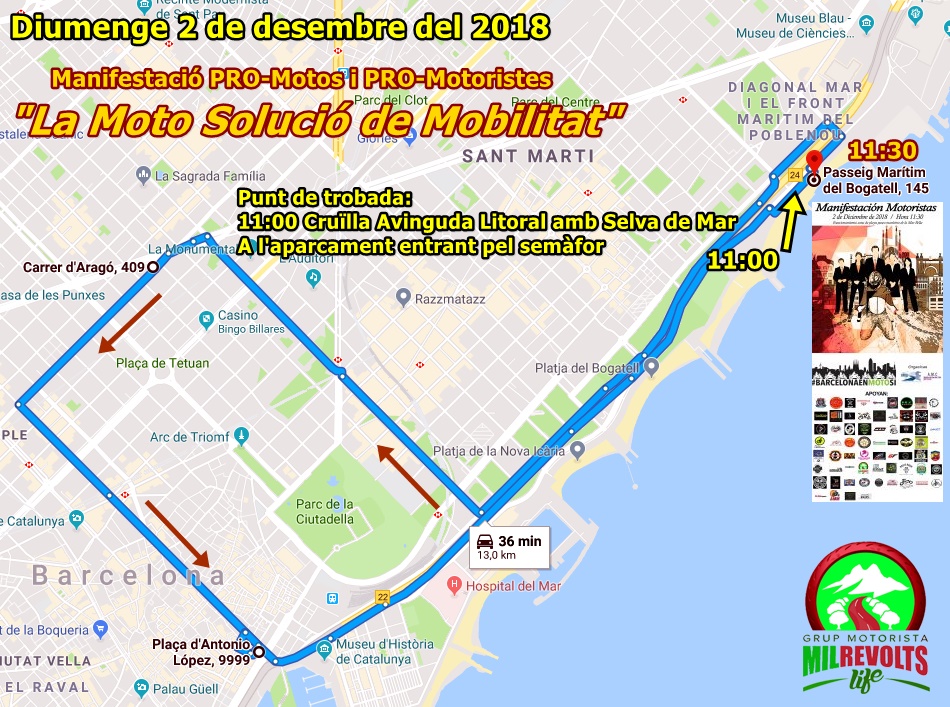 Recinte Modernista
de Sant Pau
Diumenge 2 de desembre del 2018
Museu Blau -
Museu de Ciències...
Manifestació PRO-Motos i PRO-Motoristes
Parc del Clot
Parc del Centre
"La Moto Solució de Mobilitat"
Glòries
DIAGONAL MAR
I EL FRONT
MARITIM DEL
POBLENOU
SANT MARTI
11:30
La Sagrada Família
24
Passeig Marítim
del Bogatell, 145
Punt de trobada:
11:00 Cruïlla Avinguda Litoral amb Selva de Mar
A l'aparcament entrant pel semàfor
La Monumental
L'Auditori
11:00
Carrer d'Aragó, 409
Manifestación Motoristas
2 de Diciembre de 2018 / Hora 11:30
asa de les Punxes
Razzmatazz
Casino
Bingo Billares
Plaça de Tetuan
Platja del Bogatell
#BARCELONAENMOTOSI
APOYAN:
PLE
Arc de Triomf
Platja de la Nova Icària
Parc de la
Ciutadella
e Catalunya
36 min
13,0 km
Barcelona
Hospital del Mar
22
t de la Boqueria
Plaça d'Antonio
López, 9999
Museu d'Història
de Catalunya
IUTAT VELLA
EL RAVAL
Palau Güell
GRUP MOTORISTA
MILREVOLTS
life